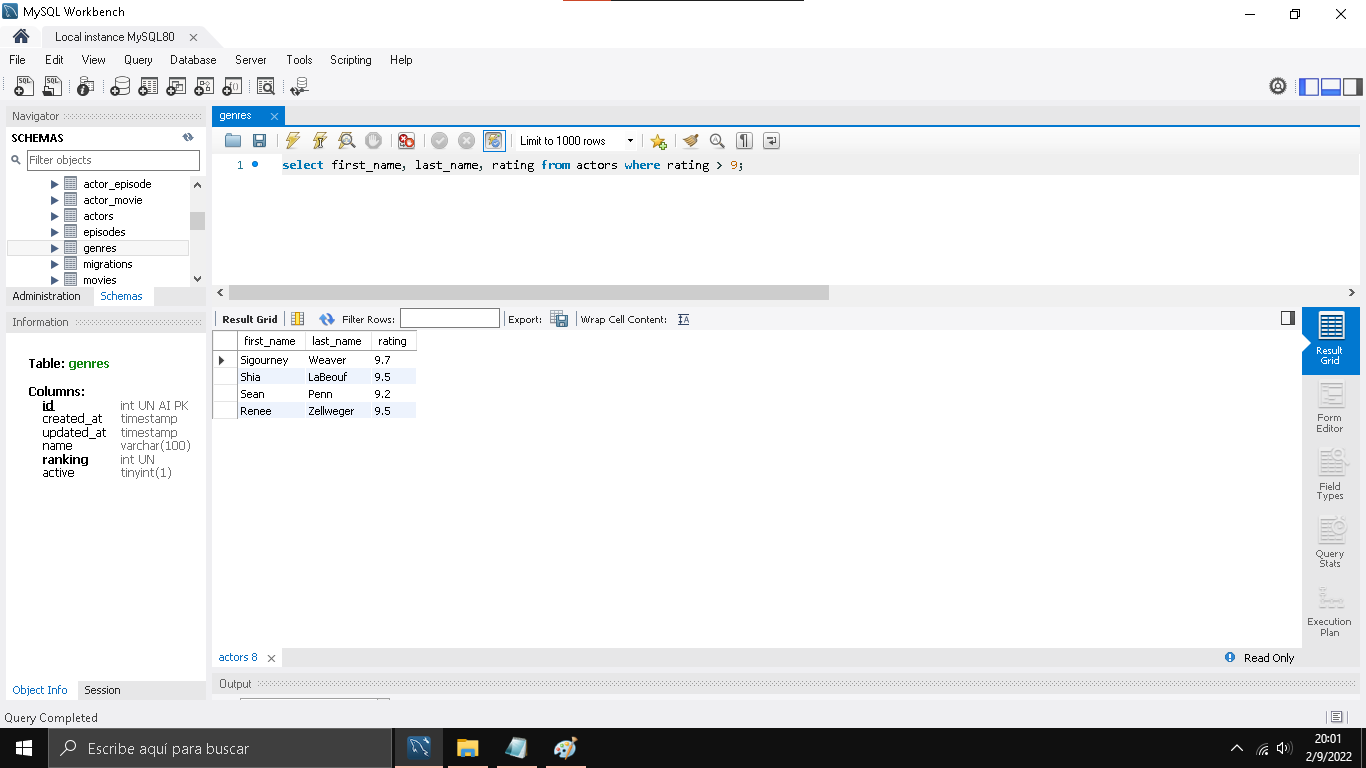 MySQL Workbench
Local instance MySQL80
File Edit View Query Database Server Tools Scripting Help
Navigator
SCHEMAS
Filter objects
actor_episode
actor_movie
actors
episodes
genres
migrations
movies
Administration Schemas
Information
Table: genres
Columns:
id int UN AI PK
created_at timestamp
updated_at timestamp
name varchar(100)
ranking int UN
active tinyint(1)
Object Info Session
genres
Limit to 1000 rows
1 select first_name, last_name, rating from actors where rating > 9;
Result Grid Filter Rows: Export: Wrap Cell Content:
first_name last_name rating
Sigourney Weaver 9.7
Shia LaBeouf 9.5
Sean Penn 9.2
Renee Zellweger 9.5
Result
Grid
Form
Editor
Field
Types
Query
Stats
Execution
Plan
actors 8
Read Only
Output
Query Completed
Escribe aquí para buscar
20:01
2/9/2022